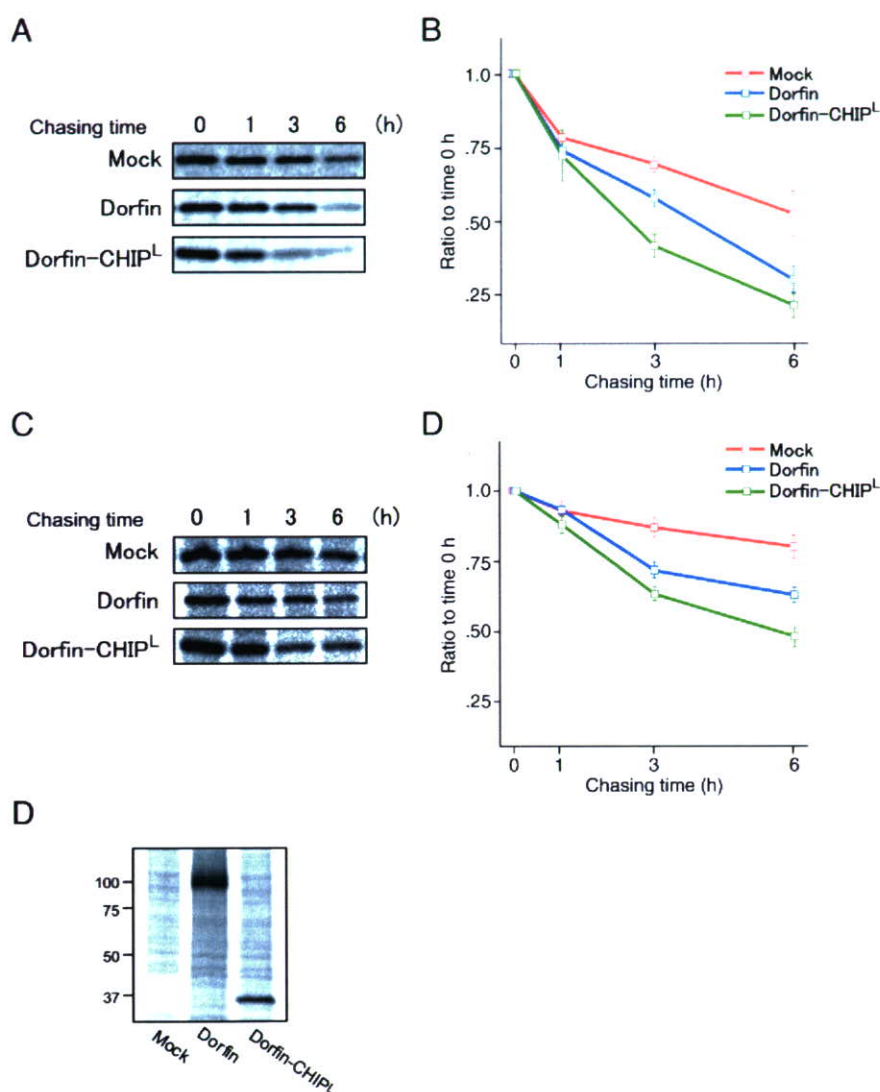 A
Chasing time 0 1 3 6 (h)
Mock
Dorfin
Dorfin-CHIP^L
B
Mock
Dorfin
Dorfin-CHIP^L
1.0
0.75
0.50
.25
Ratio to time 0 h
0 1 3 6
Chasing time (h)
C
Chasing time 0 1 3 6 (h)
Mock
Dorfin
Dorfin-CHIP^L
D
Mock
Dorfin
Dorfin-CHIP^L
1.0
0.75
.50
.25
Ratio to time 0 h
0 1 3 6
Chasing time (h)
D
100
75
50
37
Mock
Dorfin
Dorfin-CHIP^L